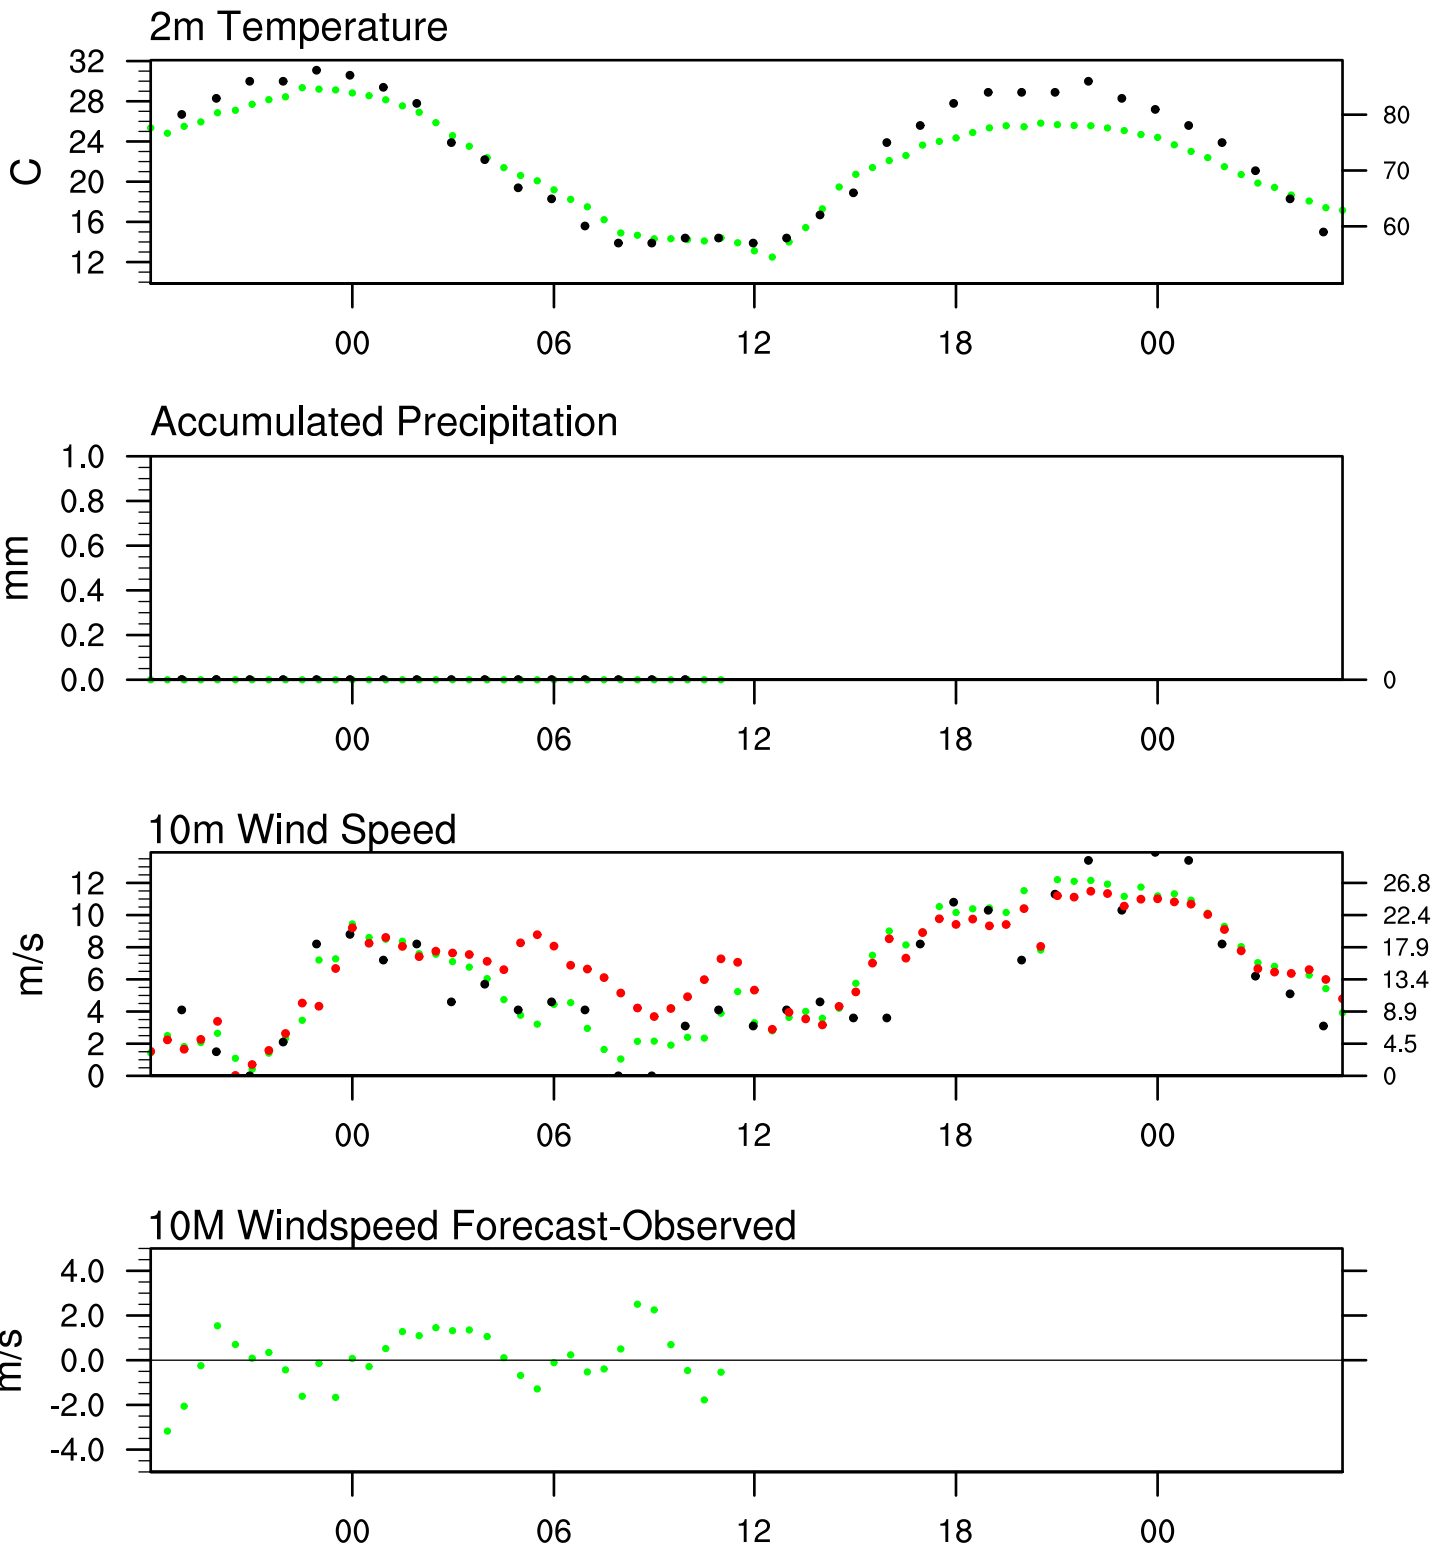 2m Temperature
32
28
24
20
16
12
C
80
70
60
00 06 12 18 00
Accumulated Precipitation
1.0
0.8
0.6
0.4
0.2
0.0
mm
0
00 06 12 18 00
10m Wind Speed
12
10
8
6
4
2
0
m/s
26.8
22.4
17.9
13.4
8.9
4.5
0
00 06 12 18 00
10M Windspeed Forecast-Observed
4.0
2.0
0.0
-2.0
-4.0
m/s
00 06 12 18 00